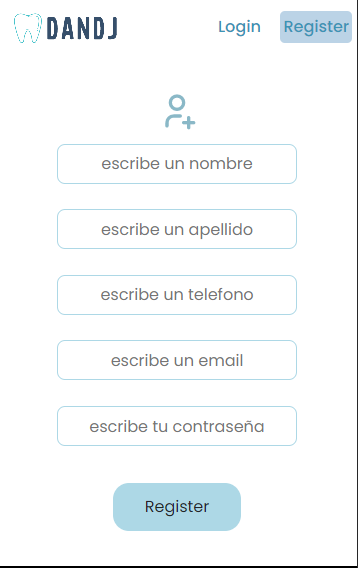 DANDJ
Login
Register
escribe un nombre
escribe un apellido
escribe un telefono
escribe un email
escribe tu contraseña
Register